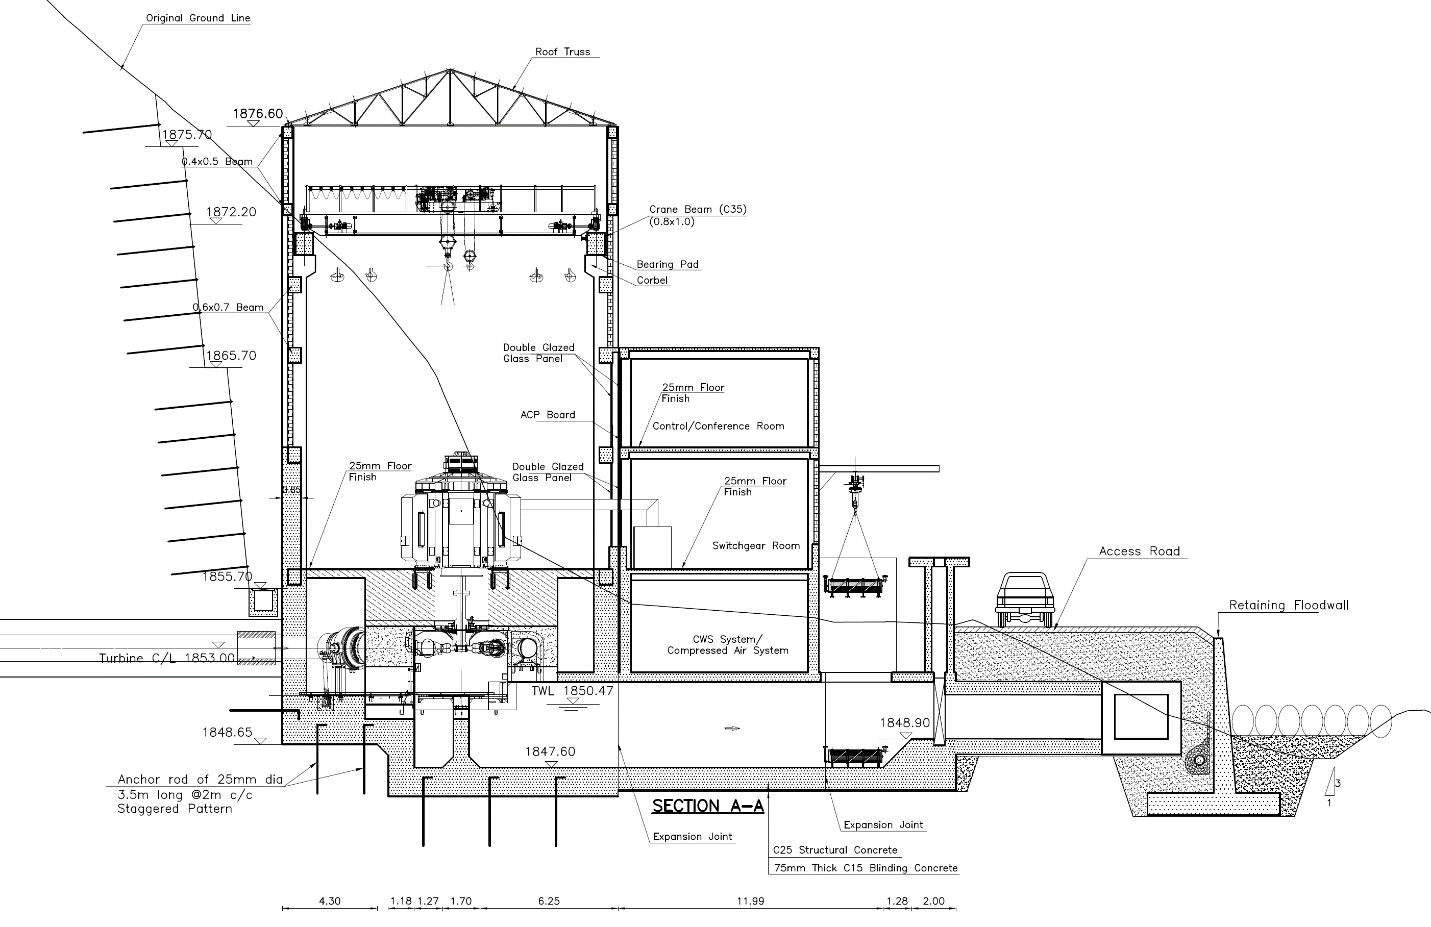 Original Ground Line
Roof Truss
1876.60
1875.70
0.4x0.5 Beam
1872.20
Crane Beam (C35)
(0.8x1.0)
Bearing Pad
Corbel
0.6x0.7 Beam
Double Glazed
Glass Panel
1865.70
25mm Floor
Finish
ACP Board
Control/Conference Room
25mm Floor
Finish
Double Glazed
Glass Panel
25mm Floor
Finish
0.65
Switchgear Room
Access Road
1855.70
Retaining Floodwall
CWS System/
Compressed Air System
Turbine C/L 1853.00
TWL 1850.47
1848.90
1848.65
1847.60
Anchor rod of 25mm dia
3.5m long @2m c/c
Staggered Pattern
3
1
SECTION A-A
Expansion Joint
Expansion Joint
C25 Structural Concrete
75mm Thick C15 Blinding Concrete
4.30 1.18 1.27 1.70 6.25 11.99 1.28 2.00